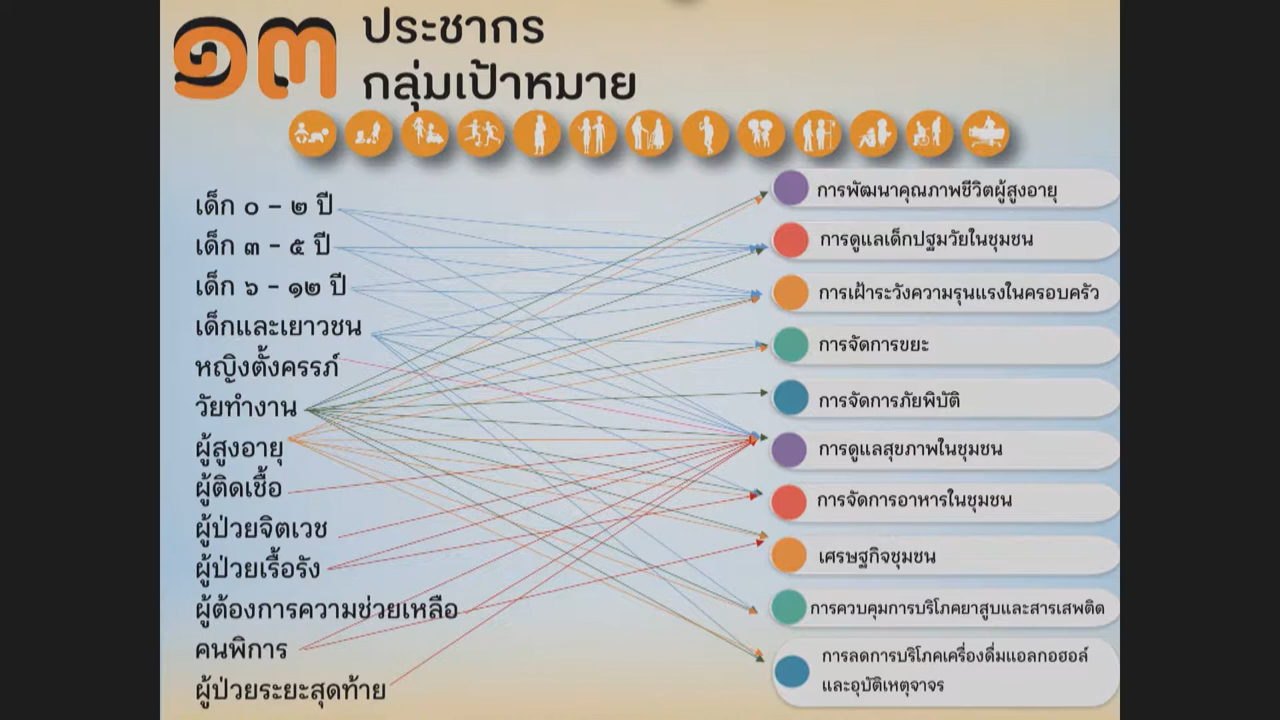 ๑๓ ประชากร
กลุ่มเป้าหมาย
เด็ก ๐ – ๒ ปี
เด็ก ๓ – ๕ ปี
เด็ก ๖ – ๑๒ ปี
เด็กและเยาวชน
หญิงตั้งครรภ์
วัยทำงาน
ผู้สูงอายุ
ผู้ติดเชื้อ
ผู้ป่วยจิตเวช
ผู้ป่วยเรื้อรัง
ผู้ต้องการความช่วยเหลือ
คนพิการ
ผู้ป่วยระยะสุดท้าย
การพัฒนาคุณภาพชีวิตผู้สูงอายุ
การดูแลเด็กปฐมวัยในชุมชน
การเฝ้าระวังความรุนแรงในครอบครัว
การจัดการขยะ
การจัดการภัยพิบัติ
การดูแลสุขภาพในชุมชน
การจัดการอาหารในชุมชน
เศรษฐกิจชุมชน
การควบคุมการบริโภคยาสูบและสารเสพติด
การลดการบริโภคเครื่องดื่มแอลกอฮอล์
และอุบัติเหตุจาจร